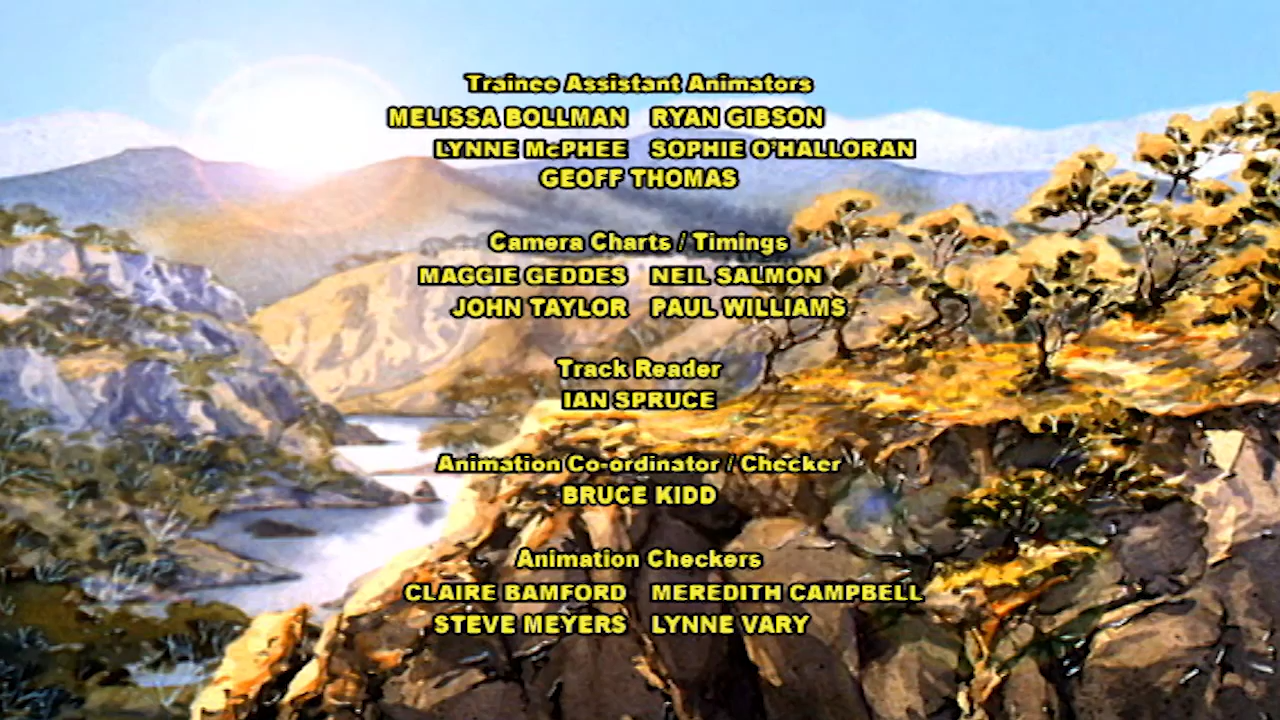 Trainee Assistant Animators
MELISSA BOLLMAN RYAN GIBSON
LYNNE McPHEE SOPHIE O'HALLORAN
GEOFF THOMAS
Camera Charts / Timings
MAGGIE GEDDES NEIL SALMON
JOHN TAYLOR PAUL WILLIAMS
Track Reader
IAN SPRUCE
Animation Co-ordinator / Checker
BRUCE KIDD
Animation Checkers
CLAIRE BAMFORD MEREDITH CAMPBELL
STEVE MEYERS LYNNE VARY